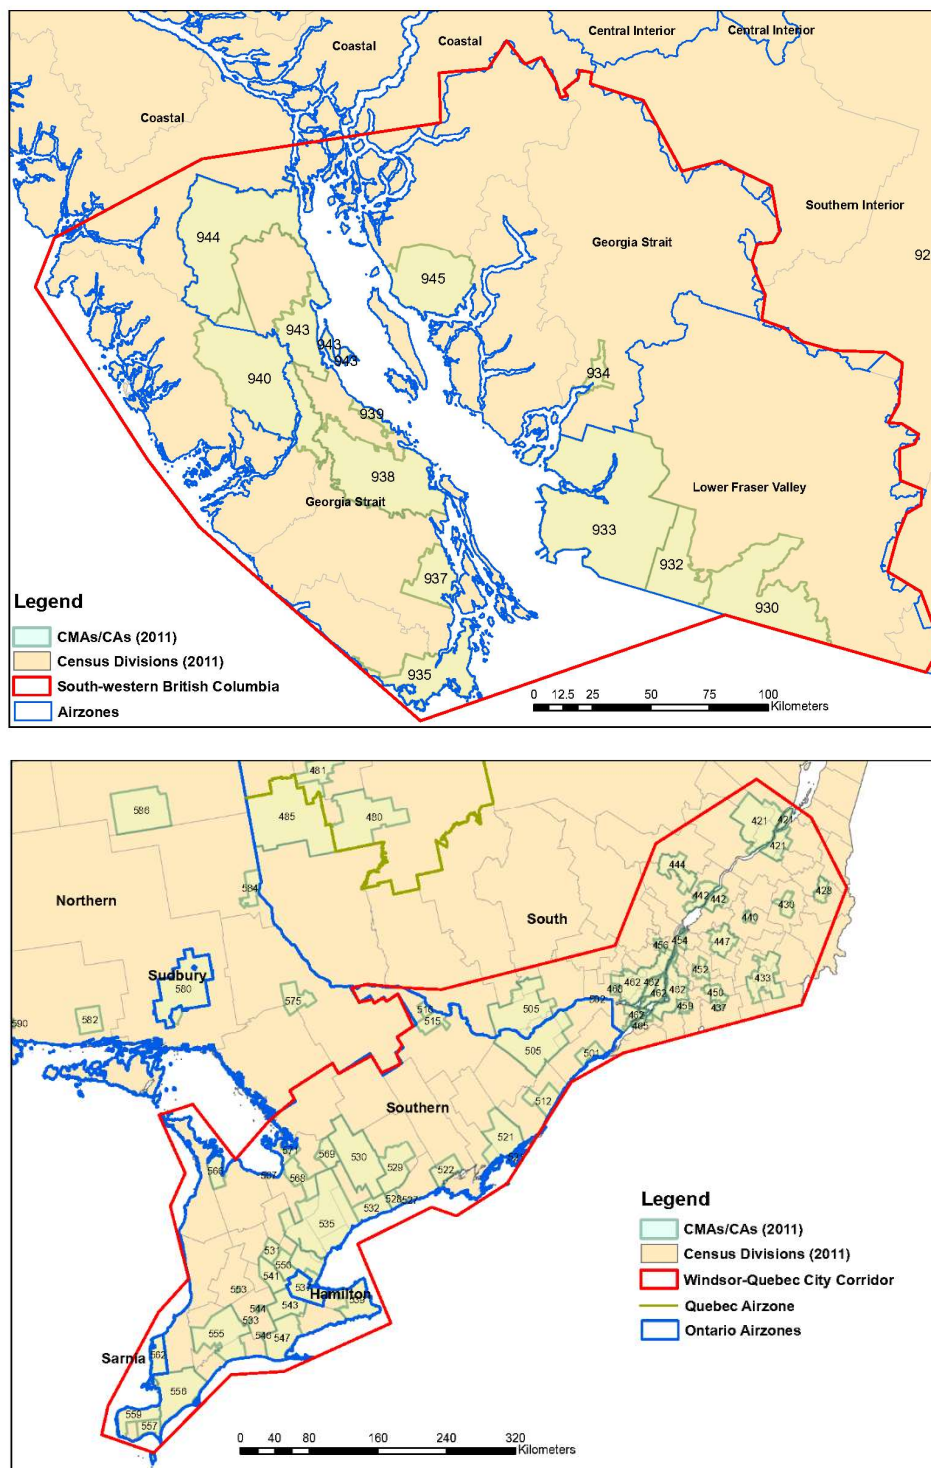 Central Interior
Central Interior
Coastal
Coastal
Coastal
Southern Interior
944
Georgia Strait
945
92
943
943
943
934
940
939
938
Lower Fraser Valley
Georgia Strait
933
932
937
930
Legend
CMAs/CAs (2011)
Census Divisions (2011)
South-western British Columbia
Airzones
935
0 12.5 25 50 75 100
Kilometers
481
586
485
480
421
421
421
444
584
428
Northern
442
442
430
South
440
454
456
447
Sudbury
452
433
580
462
462
482
450
575
505
462
459
437
516
502
515
462
590
582
465
505
501
Southern
512
521
571
569
530
529
522
566
567
568
528
527
532
535
531
550
541
Hamilton
539
553
544
543
533
555
546
547
Sarnia
562
556
559
557
Legend
CMAs/CAs (2011)
Census Divisions (2011)
Windsor-Quebec City Corridor
Quebec Airzone
Ontario Airzones
0 40 80 160 240 320
Kilometers